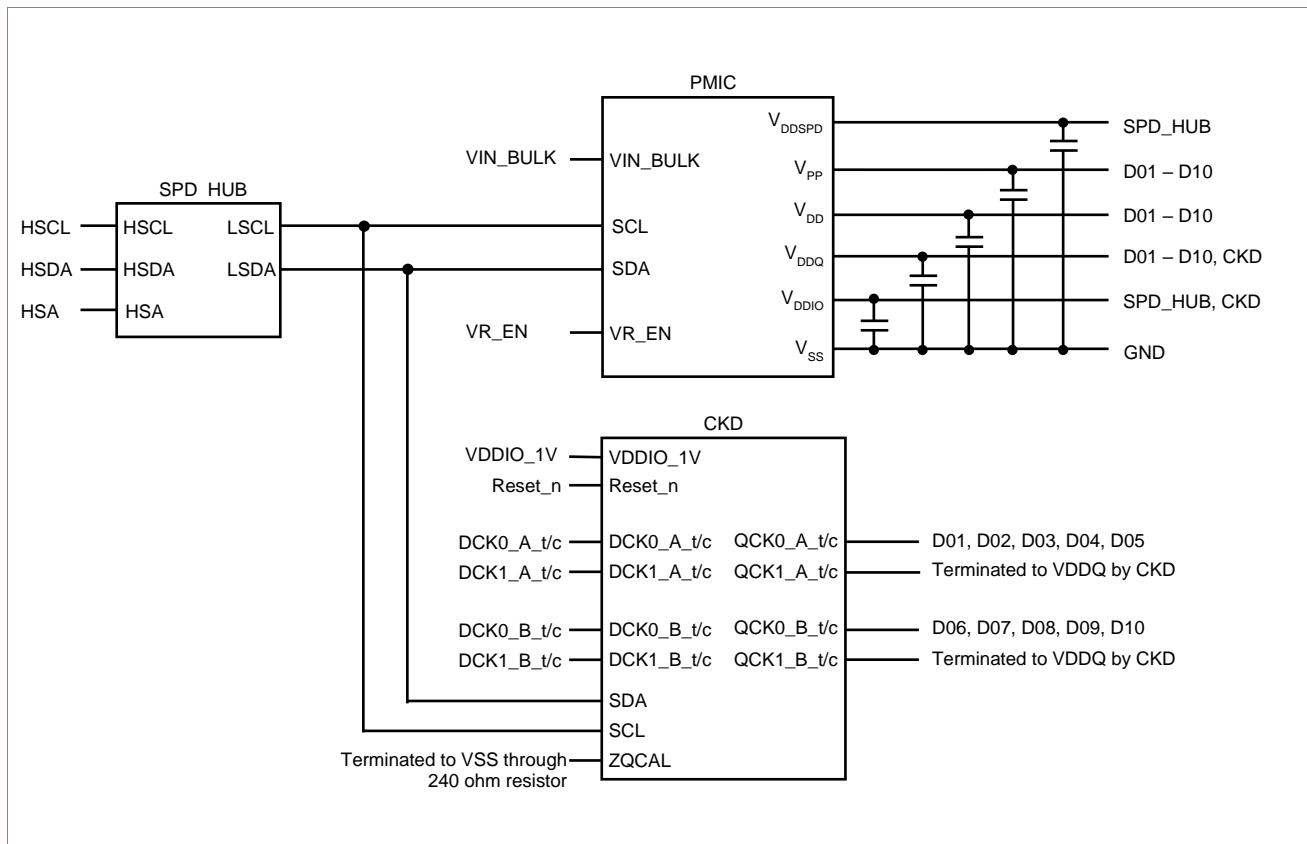 PMIC
VIN_BULK
VIN_BULK
SCL
SDA
VR_EN
VR_EN
VDDSPD
VPP
VDD
VDDQ
VDDIO
VSS
SPD_HUB
D01 – D10
D01 – D10
D01 – D10, CKD
SPD_HUB, CKD
GND
SPD HUB
HSCL
HSCL
LSCL
HSDA
HSDA
LSDA
HSA
HSA
CKD
VDDIO_1V
VDDIO_1V
Reset_n
Reset_n
DCK0_A_t/c
DCK0_A_t/c
QCK0_A_t/c
D01, D02, D03, D04, D05
DCK1_A_t/c
DCK1_A_t/c
QCK1_A_t/c
Terminated to VDDQ by CKD
DCK0_B_t/c
DCK0_B_t/c
QCK0_B_t/c
D06, D07, D08, D09, D10
DCK1_B_t/c
DCK1_B_t/c
QCK1_B_t/c
Terminated to VDDQ by CKD
SDA
SCL
Terminated to VSS through
240 ohm resistor
ZQCAL